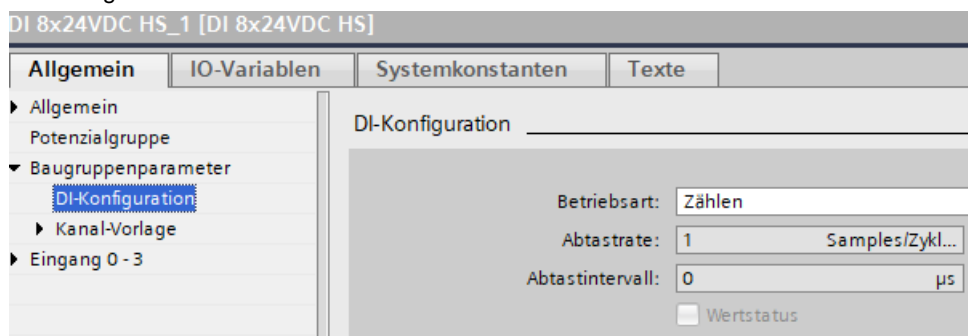 DI 8x24VDC HS_1 [DI 8x24VDC HS]
Allgemein IO-Variablen Systemkonstanten Texte
Allgemein
Potenzialgruppe
Baugruppenparameter
DI-Konfiguration
Kanal-Vorlage
Eingang 0 - 3
DI-Konfiguration
Betriebsart: Zählen
Abtastrate: 1 Samples/Zykl...
Abtastintervall: 0 µs
Wertstatus